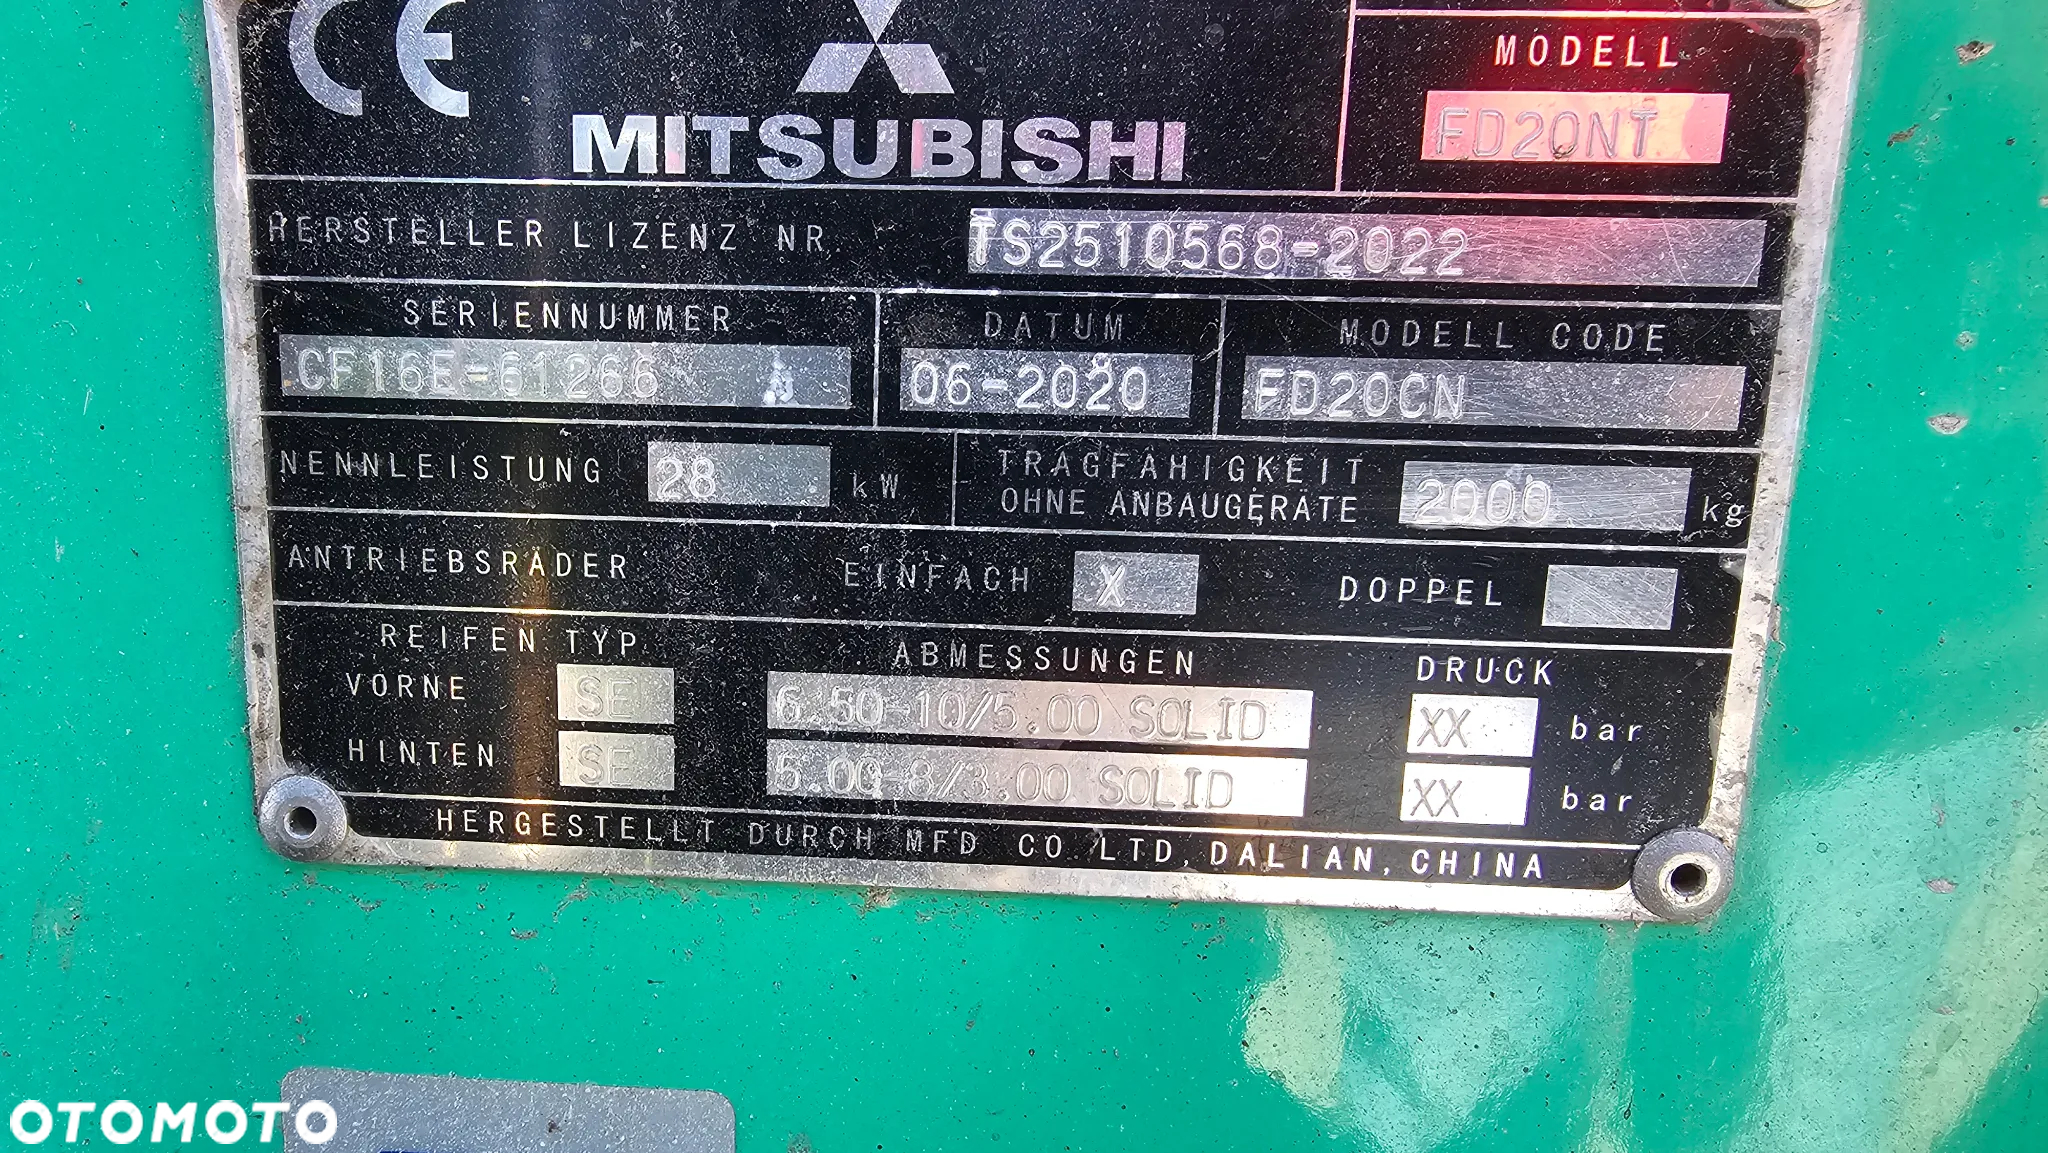 CE
MITSUBISHI
MODELL
FD20NT
HERSTELLER LIZENZ NR. TS2510568-2022
SERIENNUMMER
CF16E-61266
DATUM
06-2020
MODELL CODE
FD20CN
NENNLEISTUNG 28 kW
TRAGFÄHIGKEIT
OHNE ANBAUGERÄTE 2000 kg
ANTRIEBSRÄDER EINFACH X DOPPEL
REIFEN TYP ABMESSUNGEN DRUCK
VORNE SE 6.50-10/5.00 SOLID XX bar
HINTEN SE 5.00-8/3.00 SOLID XX bar
HERGESTELLT DURCH MFD CO. LTD, DALIAN, CHINA
OTOMOTO